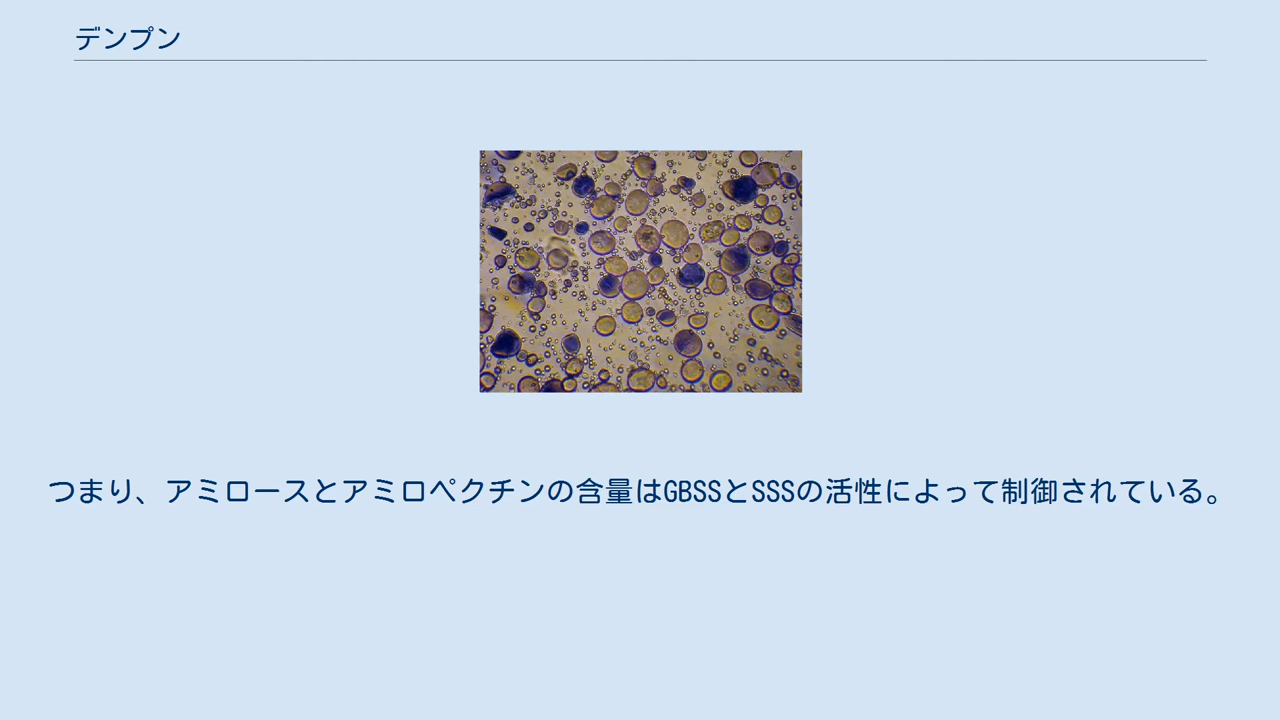 デンプン
つまり、アミロースとアミロペクチンの含量はGBSSとSSSの活性によって制御されている。